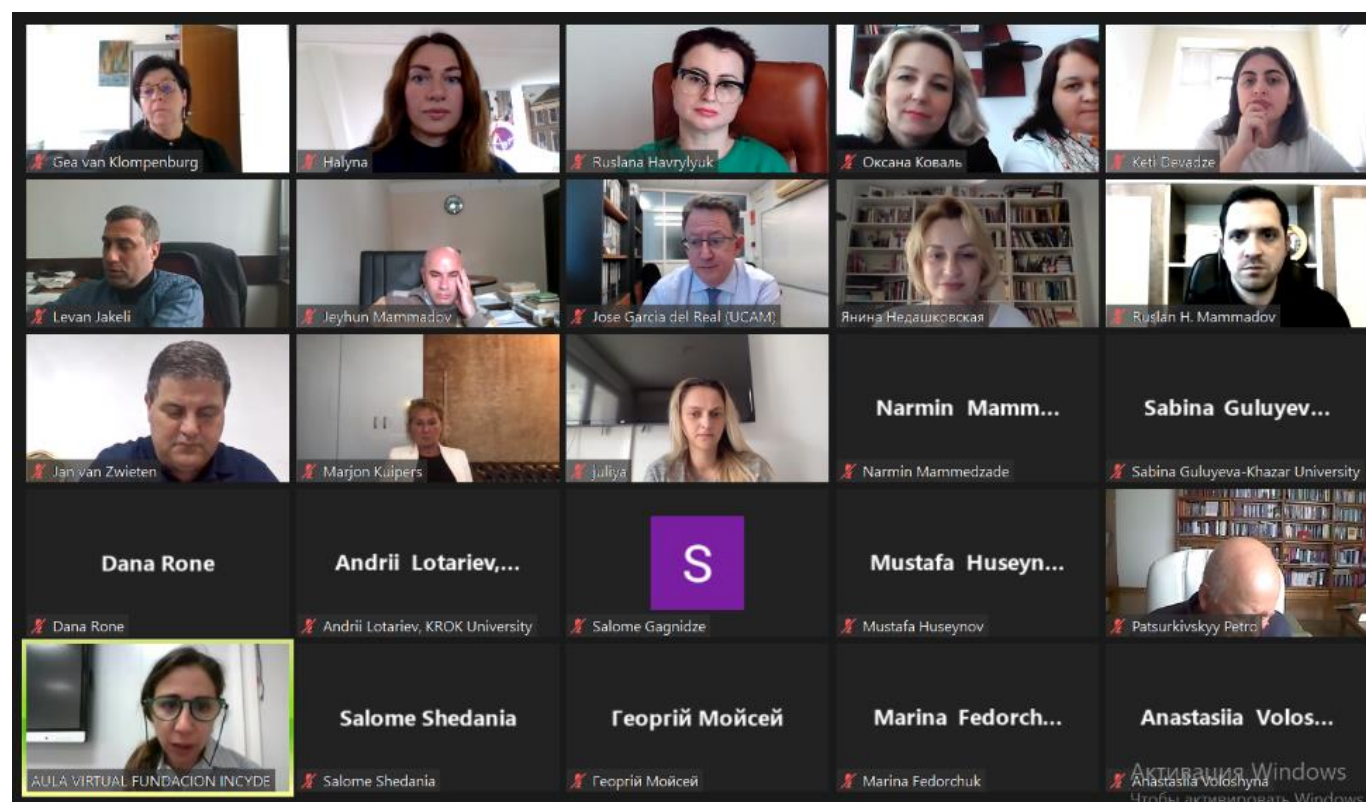 Gea van Klompenburg
Halyna
Ruslana Havrylyuk
Оксана Коваль
Keti Devadze
Levan Jakeli
Jeyhun Mammadov
Jose Garcia del Real (UCAM)
Янина Недашковская
Ruslan H. Mammadov
Jan van Zwieten
Marjon Kuipers
juliya
Narmin Mamm...
Narmin Mammedzade
Sabina Guluyev...
Sabina Guluyeva-Khazar University
Dana Rone
Dana Rone
Andrii Lotariev,...
Andrii Lotariev, KROK University
S
Salome Gagnidze
Mustafa Huseyn...
Mustafa Huseynov
Patsurkivskyy Petro
AULA VIRTUAL FUNDACION INCYDE
Salome Shedania
Salome Shedania
Георгій Мойсей
Георгій Мойсей
Marina Fedorch...
Marina Fedorchuk
Anastasiia Volos...
Anastasiia Voloshyna
Активация Windows
Чтобы активировать Windows